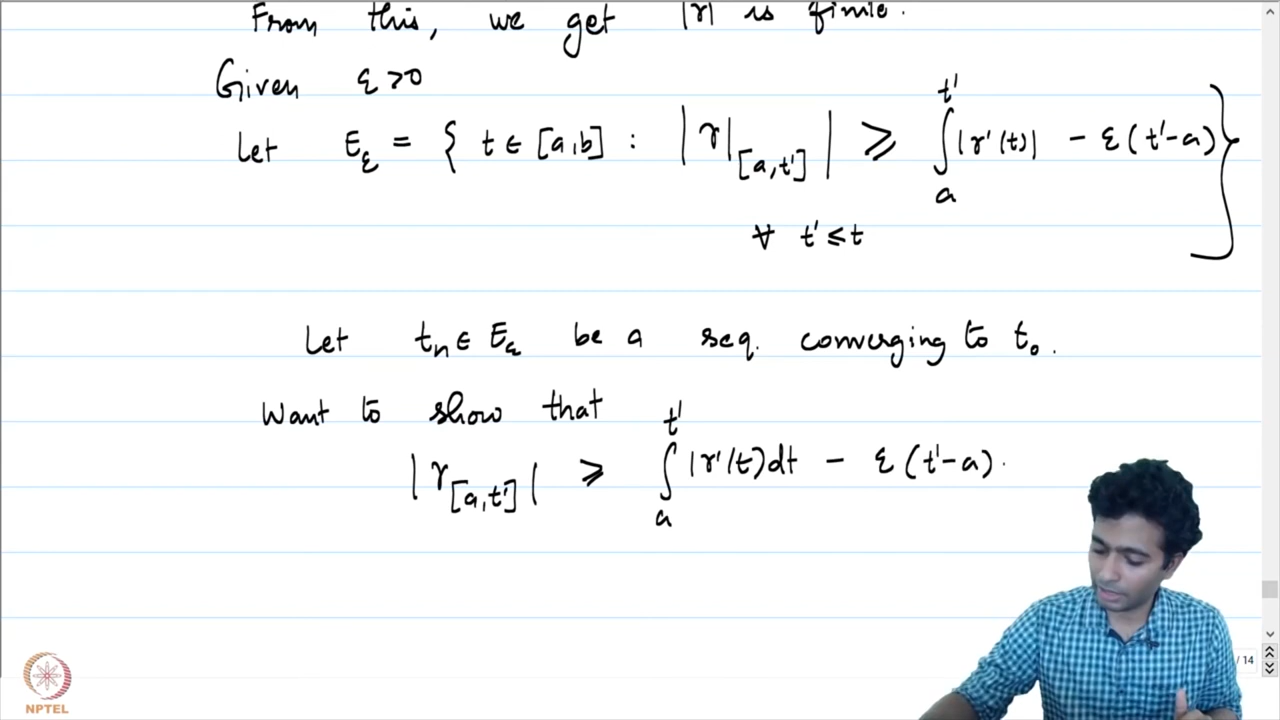 From this, we get |γ| is finite.
Given ε>0
Let E_ε = { t ∈ [a,b] : |γ|_[a,t']| ⩾ ∫_a^t' |γ'(t)| - ε(t'-a) }
∀ t' ≤ t
Let t_n ∈ E_ε be a seq. converging to t_0.
Want to show that
|γ_[a,t']| ⩾ ∫_a^t' |γ'(t)dt - ε(t'-a).
/ 14
NPTEL